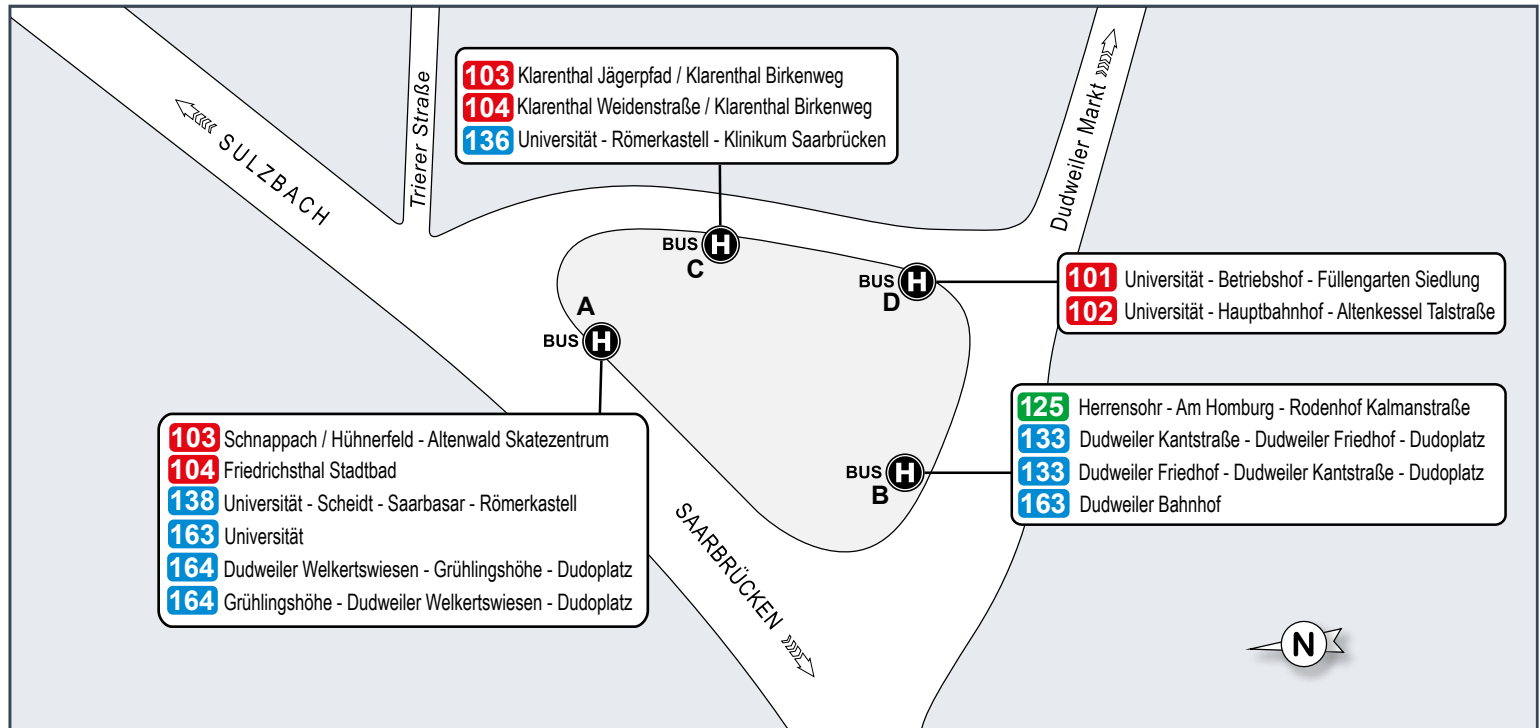 103 Klarenthal Jägerpfad / Klarenthal Birkenweg
104 Klarenthal Weidenstraße / Klarenthal Birkenweg
136 Universität - Römerkastell - Klinikum Saarbrücken
Trierer Straße
SULZBACH
Dudweiler Markt
BUS H
C
BUS H
D
101 Universität - Betriebshof - Füllengarten Siedlung
102 Universität - Hauptbahnhof - Altenkessel Talstraße
A
BUS H
125 Herrensohr - Am Homburg - Rodenhof Kalmanstraße
133 Dudweiler Kantstraße - Dudweiler Friedhof - Dudoplatz
133 Dudweiler Friedhof - Dudweiler Kantstraße - Dudoplatz
163 Dudweiler Bahnhof
BUS H
B
103 Schnappach / Hühnerfeld - Altenwald Skatezentrum
104 Friedrichsthal Stadtbad
138 Universität - Scheidt - Saarbasar - Römerkastell
163 Universität
164 Dudweiler Welkertswiesen - Grühlingshöhe - Dudoplatz
164 Grühlingshöhe - Dudweiler Welkertswiesen - Dudoplatz
SAARBRÜCKEN
N